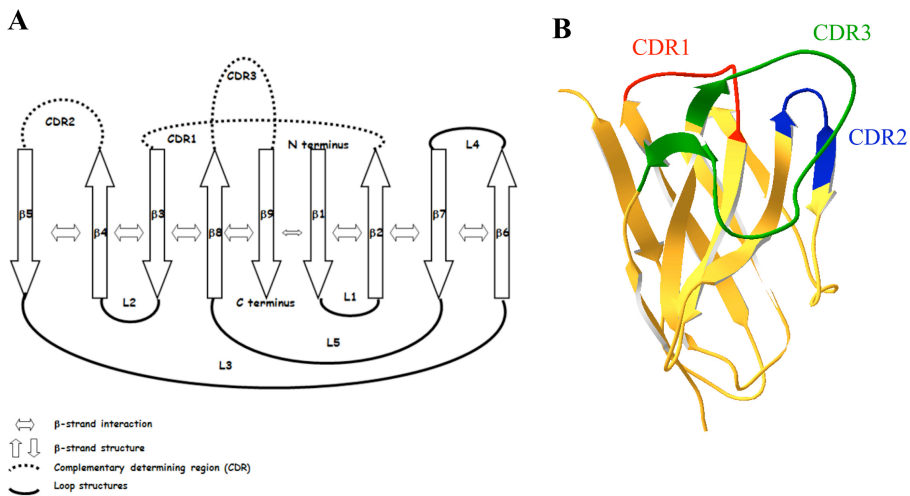 A
B
CDR1
CDR3
CDR2
CDR3
CDR2
CDR1
N terminus
L4
β5
β4
β3
β8
β9
β1
β2
β7
β6
L2
C terminus
L1
L5
L3
β-strand interaction
β-strand structure
Complementary determining region (CDR)
Loop structures